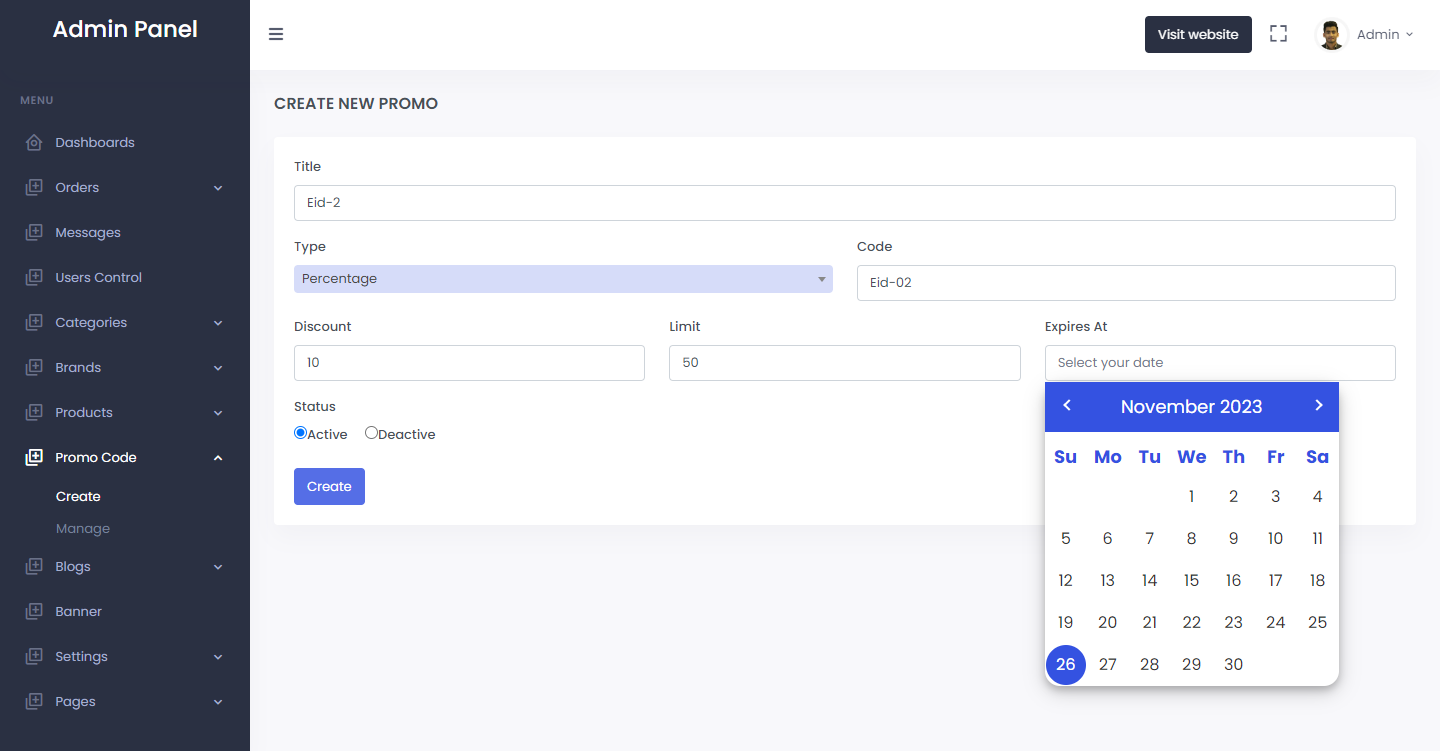 Admin Panel
MENU
Dashboards
Orders
Messages
Users Control
Categories
Brands
Products
Promo Code
Create
Manage
Blogs
Banner
Settings
Pages
Visit website
Admin
CREATE NEW PROMO
Title
Eid-2
Type
Code
Percentage
Eid-02
Discount
Limit
Expires At
10
50
Select your date
Status
Active
Deactive
Create
November 2023
Su Mo Tu We Th Fr Sa
1 2 3 4
5 6 7 8 9 10 11
12 13 14 15 16 17 18
19 20 21 22 23 24 25
26 27 28 29 30